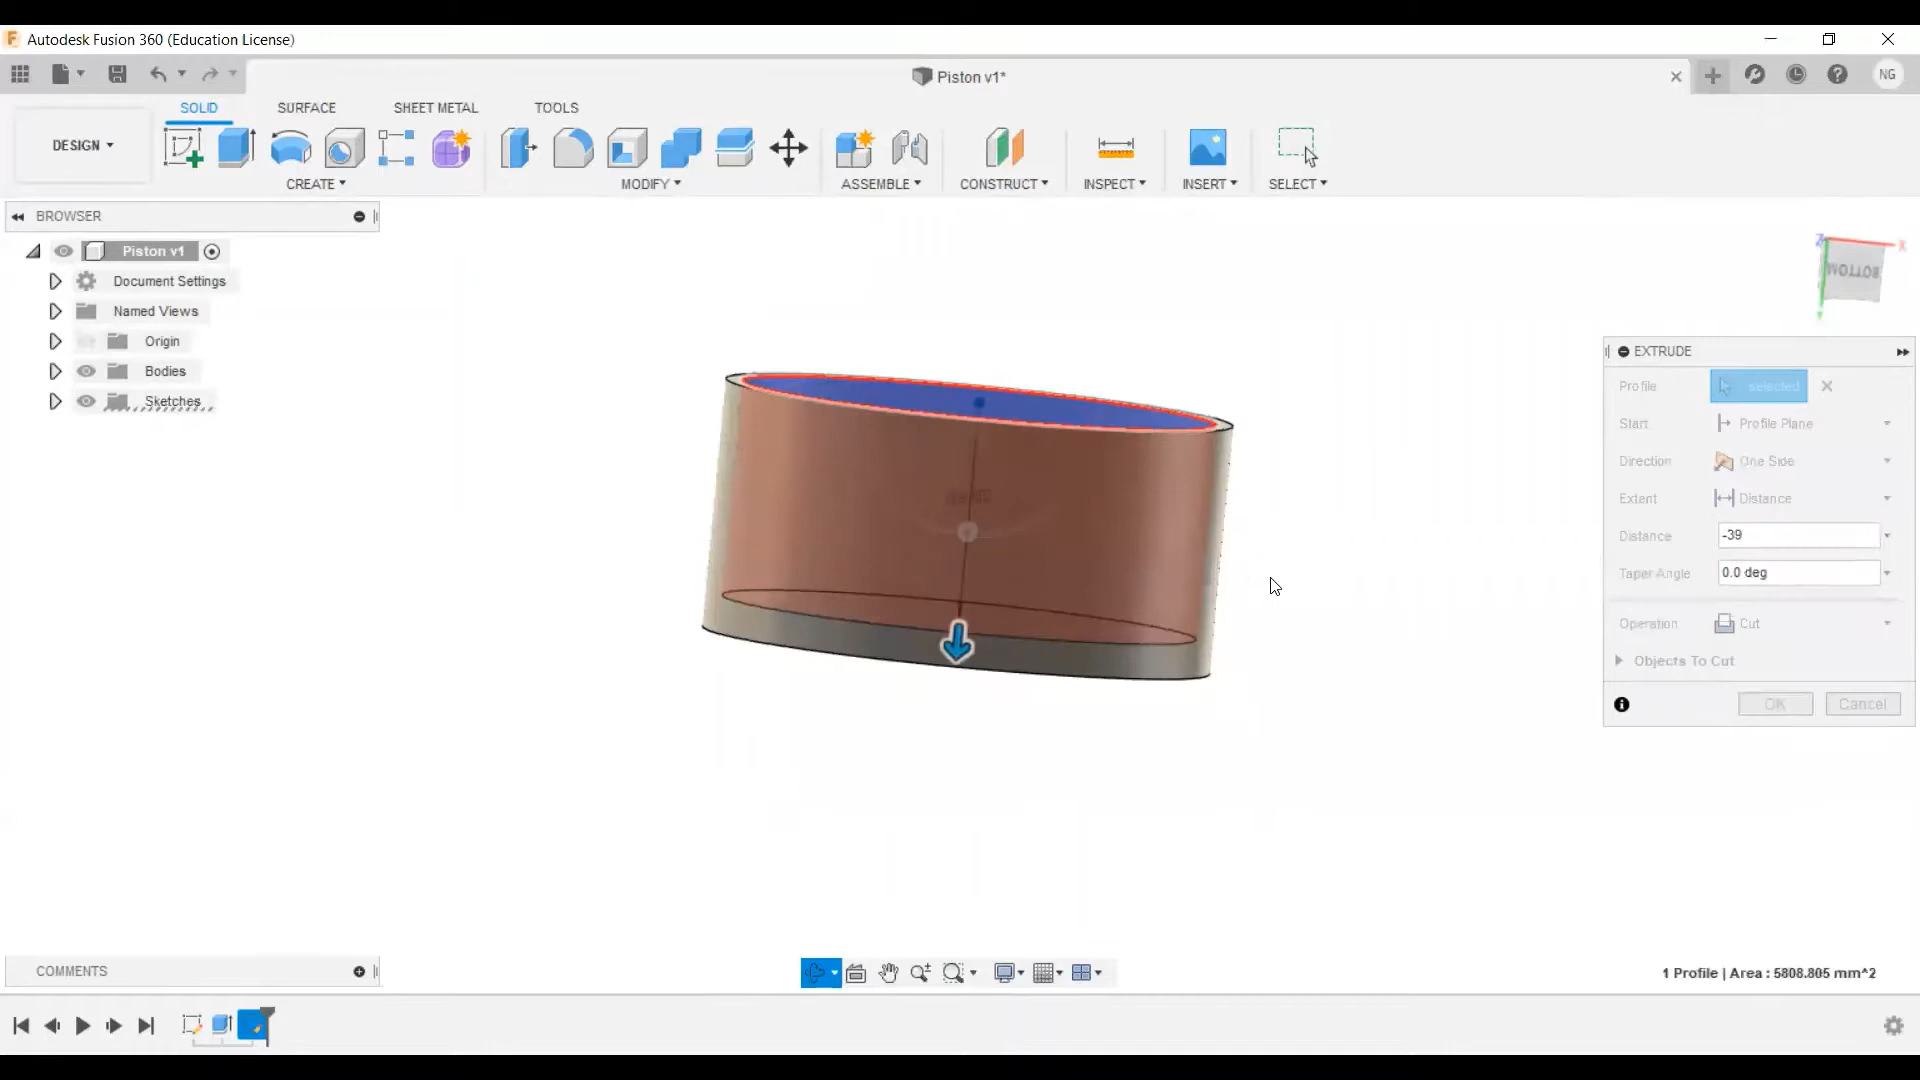 Autodesk Fusion 360 (Education License)
Piston v1*
NG
SOLID
SURFACE
SHEET METAL
TOOLS
DESIGN
CREATE
MODIFY
ASSEMBLE
CONSTRUCT
INSPECT
INSERT
SELECT
BROWSER
Piston v1
Document Settings
Named Views
Origin
Bodies
Sketches
Z
X
BOTTOM
EXTRUDE
Profile
selected
Start
Profile Plane
Direction
One Side
Extent
Distance
Distance
-39
Taper Angle
0.0 deg
Operation
Cut
Objects To Cut
OK
Cancel
COMMENTS
1 Profile | Area : 5808.805 mm^2